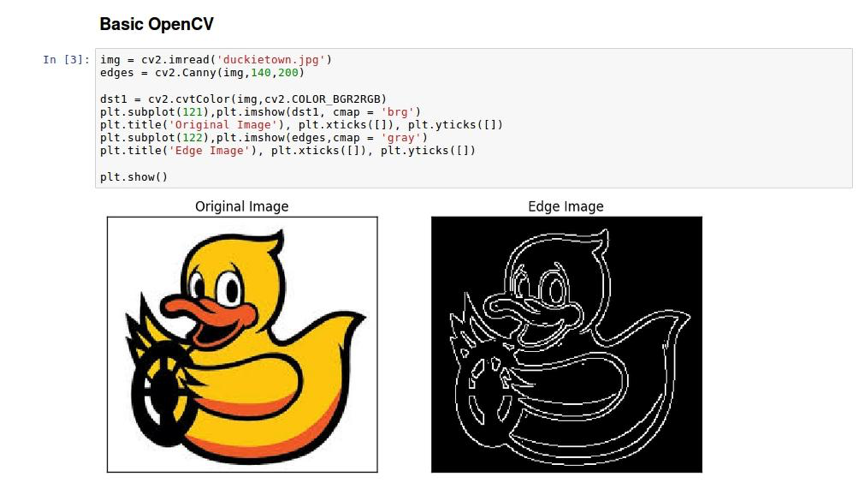 Basic OpenCV
In [3]:
img = cv2.imread('duckietown.jpg')
edges = cv2.Canny(img,140,200)
dst1 = cv2.cvtColor(img,cv2.COLOR_BGR2RGB)
plt.subplot(121),plt.imshow(dst1, cmap = 'brg')
plt.title('Original Image'), plt.xticks([]), plt.yticks([])
plt.subplot(122),plt.imshow(edges,cmap = 'gray')
plt.title('Edge Image'), plt.xticks([]), plt.yticks([])
plt.show()
Original Image
Edge Image